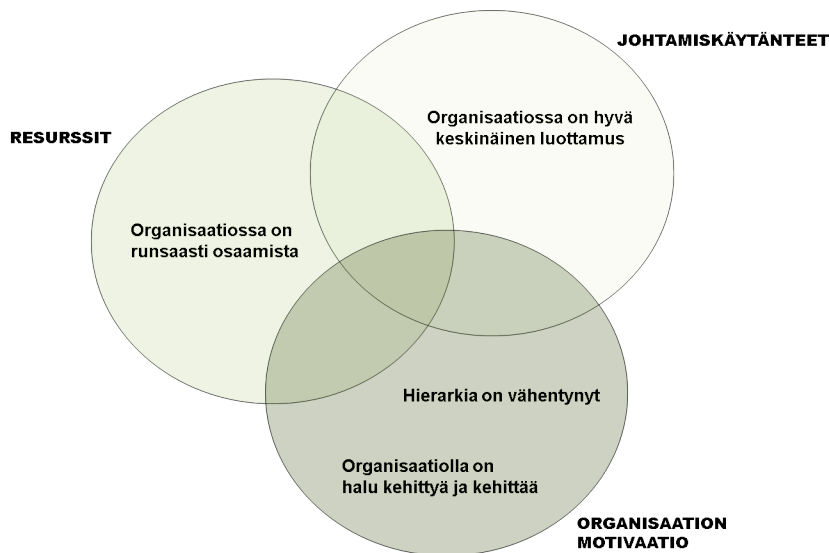 JOHTAMISKÄYTÄNTEET
Organisaatiossa on hyvä
keskinäinen luottamus
RESURSSIT
Organisaatiossa on
runsaasti osaamista
Hierarkia on vähentynyt
Organisaatiolla on
halu kehittyä ja kehittää
ORGANISAATION
MOTIVAATIO